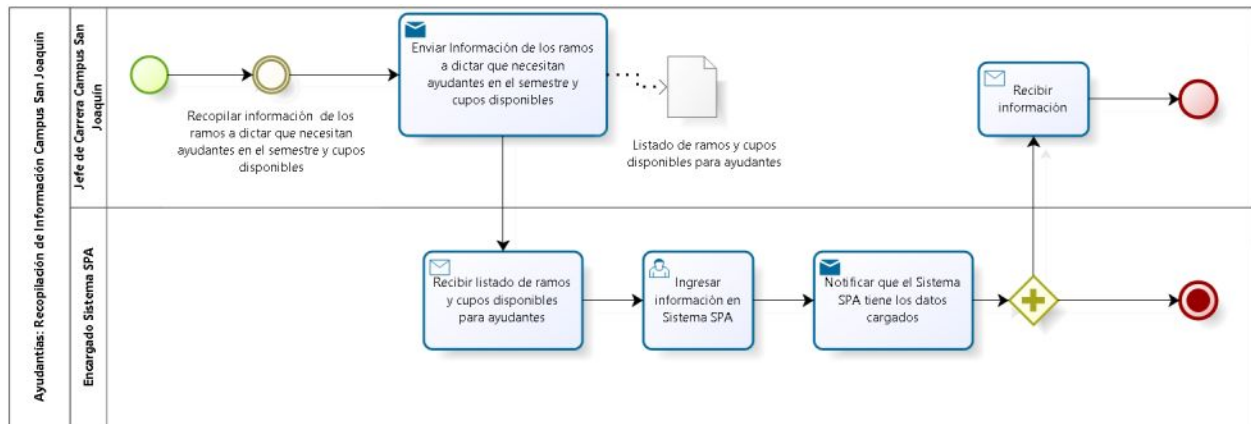 Ayudantías: Recopilación de Información Campus San Joaquín
Jefe de Carrera Campus San
Joaquín
Recopilar información de los
ramos a dictar que necesitan
ayudantes en el semestre y cupos
disponibles
Enviar Información de los ramos
a dictar que necesitan
ayudantes en el semestre y
cupos disponibles
Listado de ramos y cupos
disponibles para ayudantes
Recibir
información
Encargado Sistema SPA
Recibir listado de ramos
y cupos disponibles
para ayudantes
Ingresar
información en
Sistema SPA
Notificar que el Sistema
SPA tiene los datos
cargados